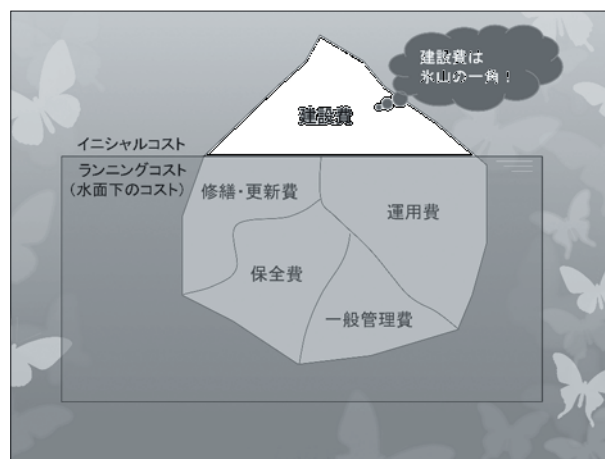 建設費は
氷山の一角！
建設費
イニシャルコスト
ランニングコスト
(水面下のコスト)
修繕・更新費
運用費
保全費
一般管理費